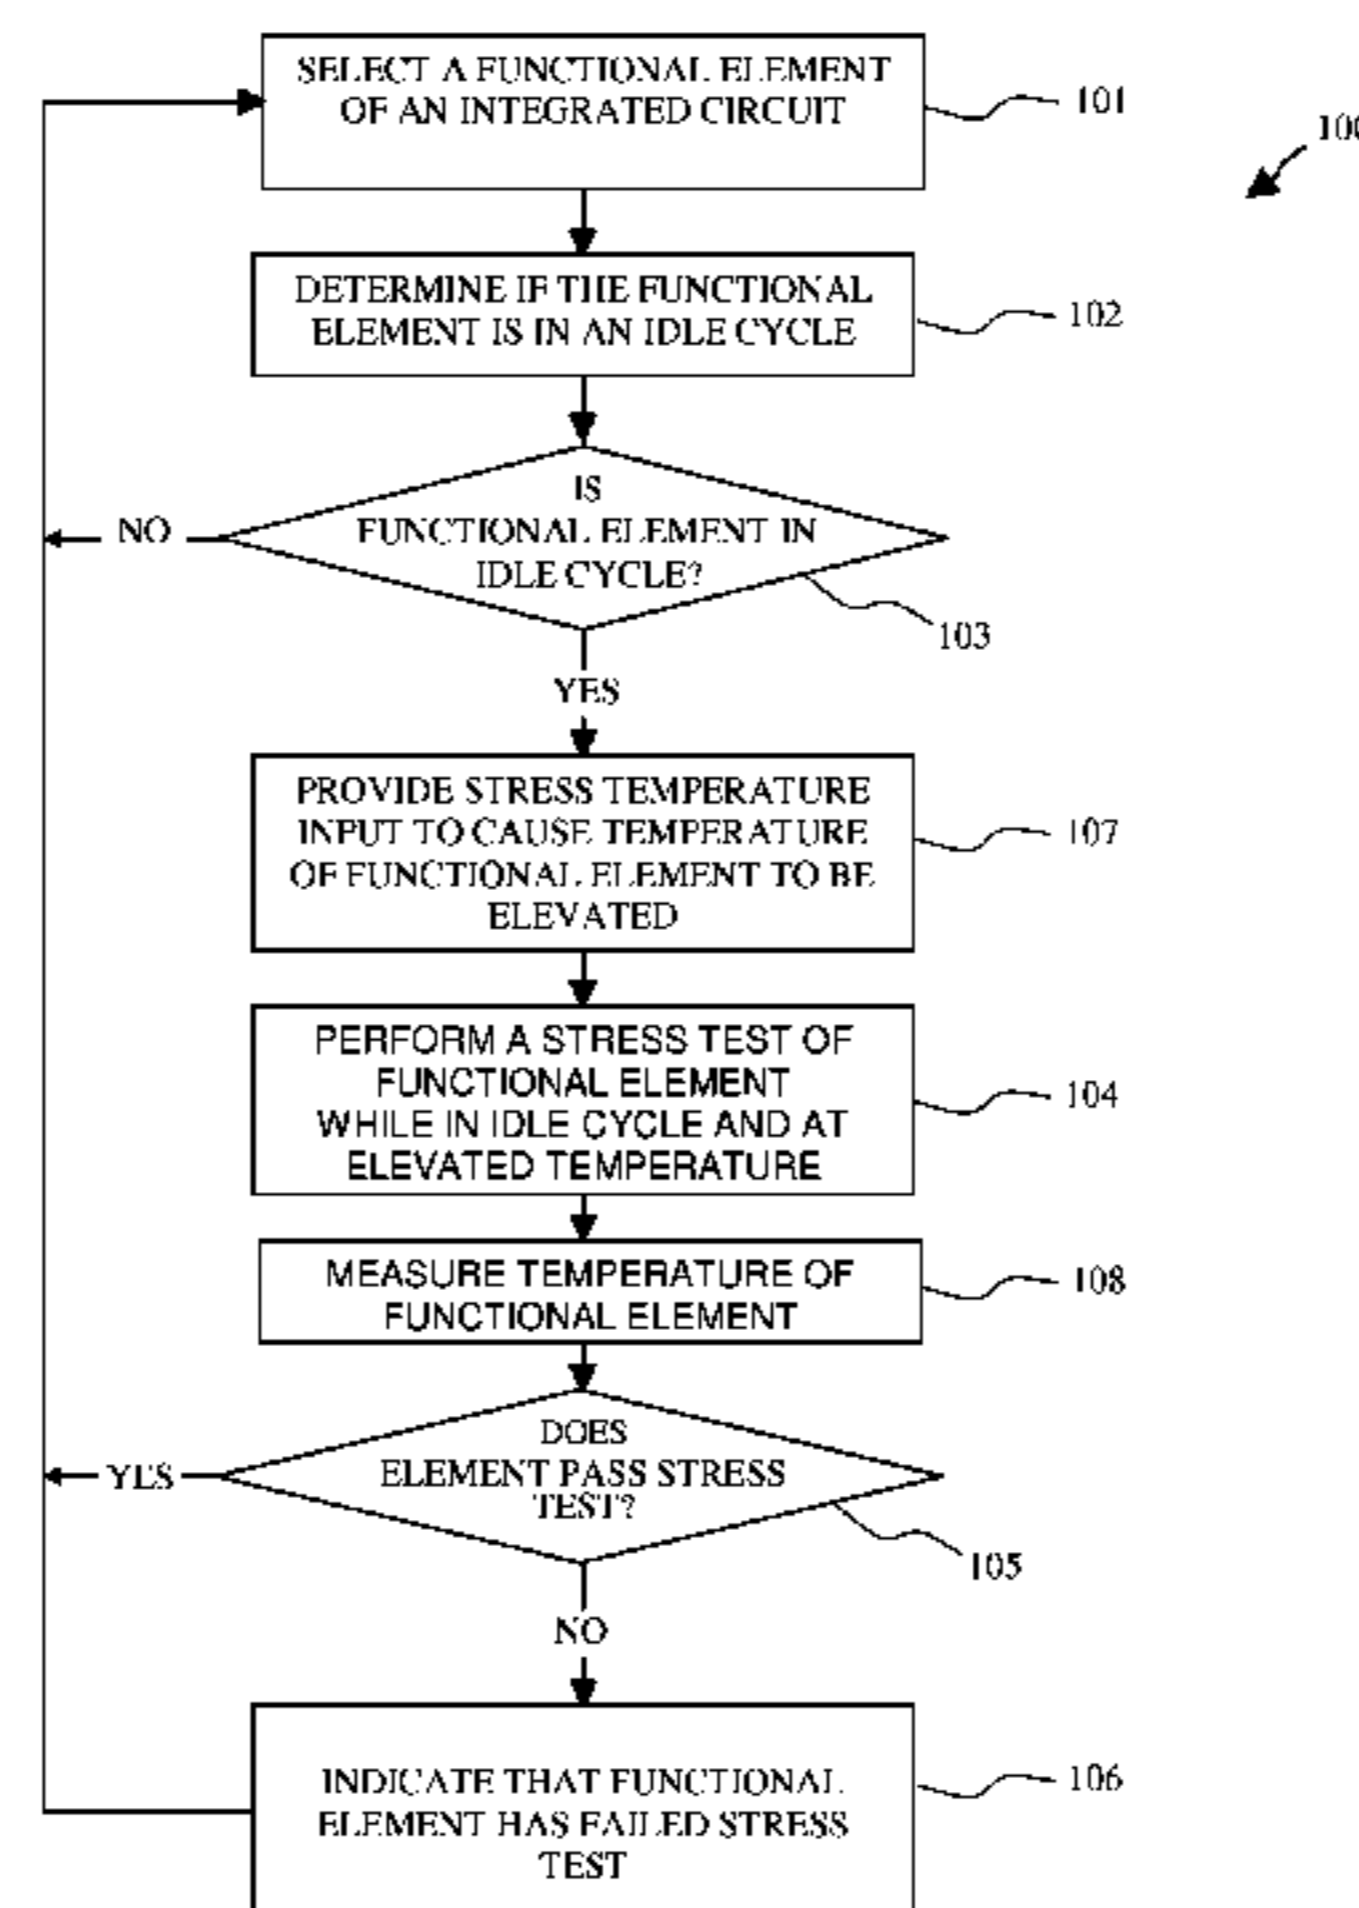 SELECT A FUNCTIONAL ELEMENT
OF AN INTEGRATED CIRCUIT
101
DETERMINE IF THE FUNCTIONAL
ELEMENT IS IN AN IDLE CYCLE
102
IS
FUNCTIONAL ELEMENT IN
IDLE CYCLE?
NO
103
YES
PROVIDE STRESS TEMPERATURE
INPUT TO CAUSE TEMPERATURE
OF FUNCTIONAL ELEMENT TO BE
ELEVATED
107
PERFORM A STRESS TEST OF
FUNCTIONAL ELEMENT
WHILE IN IDLE CYCLE AND AT
ELEVATED TEMPERATURE
104
MEASURE TEMPERATURE OF
FUNCTIONAL ELEMENT
108
DOES
ELEMENT PASS STRESS
TEST?
YES
105
NO
INDICATE THAT FUNCTIONAL
ELEMENT HAS FAILED STRESS
TEST
106